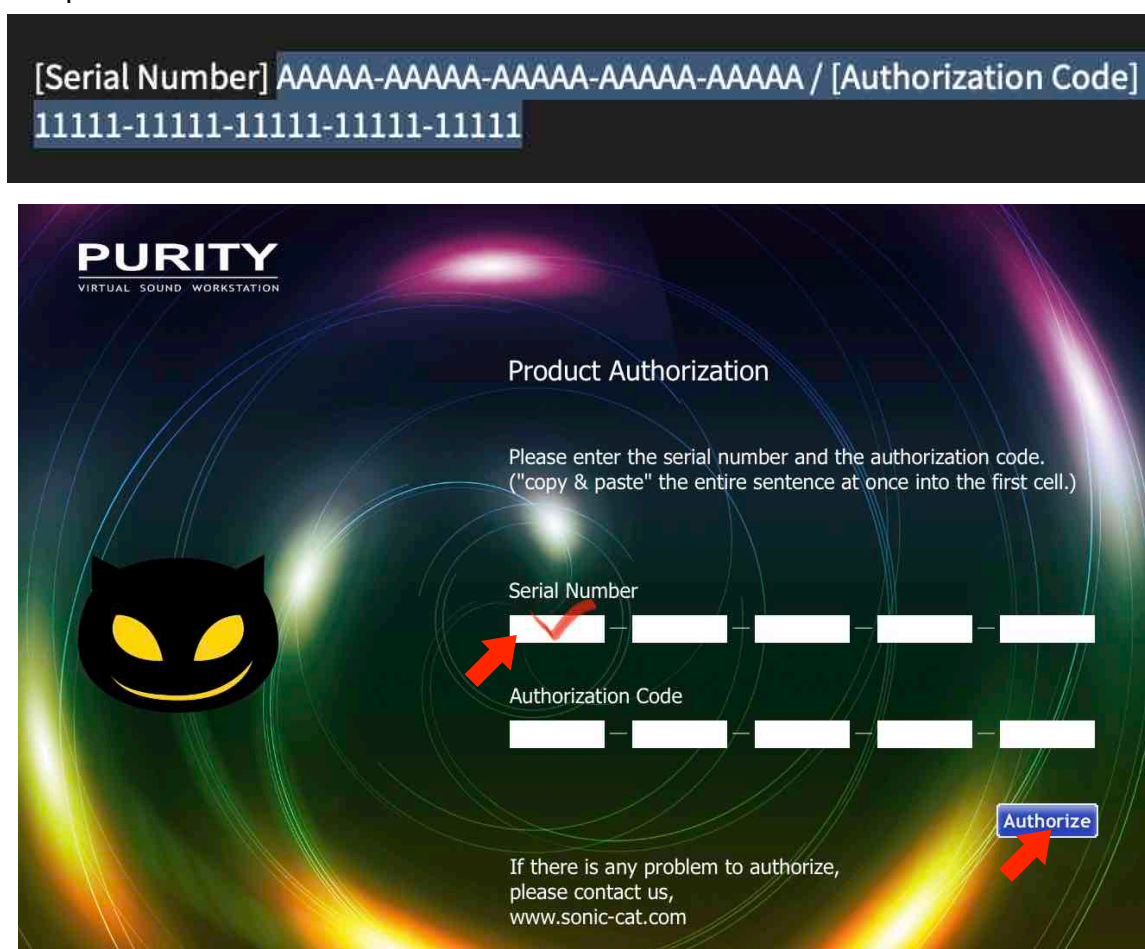 [Serial Number] AAAAA-AAAAA-AAAAA-AAAAA-AAAAA / [Authorization Code]
11111-11111-11111-11111-11111
PURITY
VIRTUAL SOUND WORKSTATION
Product Authorization
Please enter the serial number and the authorization code.
("copy & paste" the entire sentence at once into the first cell.)
Serial Number
Authorization Code
Authorize
If there is any problem to authorize,
please contact us,
www.sonic-cat.com